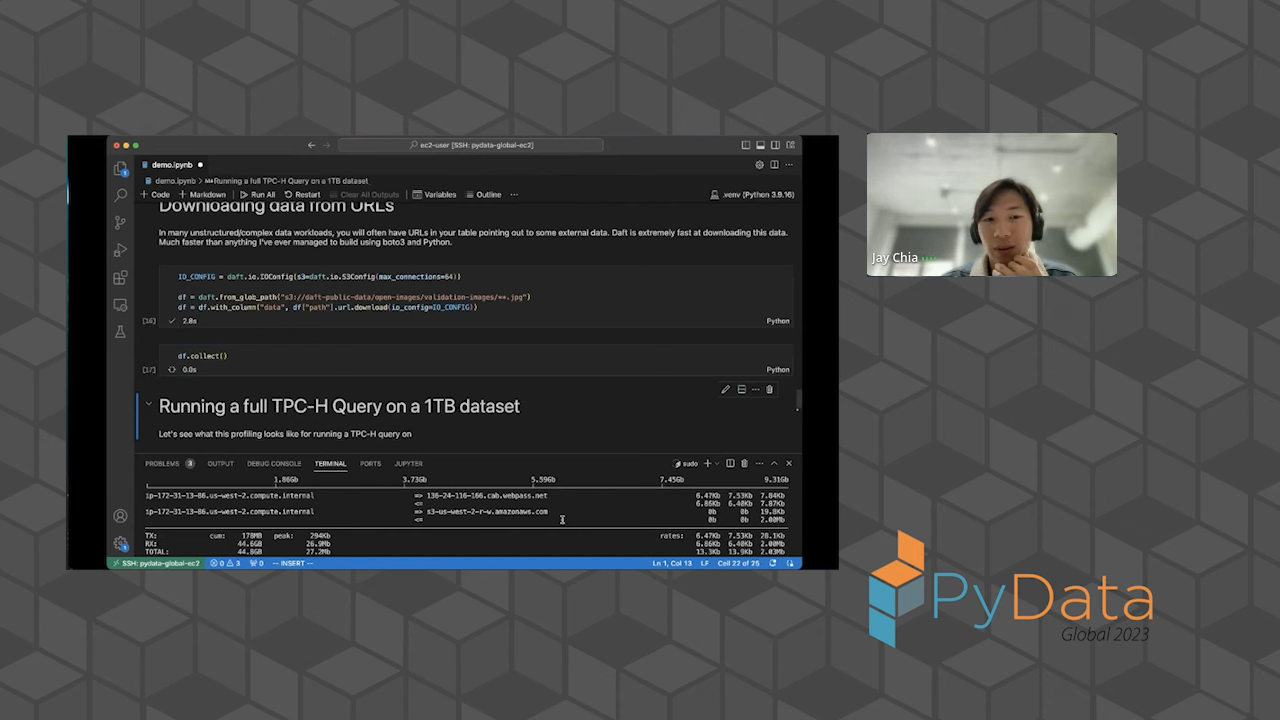 ec2-user [SSH: pydata-global-ec2]
demo.ipynb
demo.ipynb > Running a full TPC-H Query on a 1TB dataset
+ Code + Markdown Run All Restart Clear All Outputs Variables Outline ... .venv (Python 3.9.16)
Downloading data from URLs
In many unstructured/complex data workloads, you will often have URLs in your table pointing out to some external data. Daft is extremely fast at downloading this data.
Much faster than anything I've ever managed to build using boto3 and Python.
IO_CONFIG = daft.io.IOConfig(s3=daft.io.S3Config(max_connections=64))
df = daft.from_glob_path("s3://daft-public-data/open-images/validation-images/**.jpg")
df = df.with_column("data", df["path"].url.download(io_config=IO_CONFIG))
[16] 2.8s Python
df.collect()
[17] 0.0s Python
Running a full TPC-H Query on a 1TB dataset
Let's see what this profiling looks like for running a TPC-H query on
PROBLEMS 3 OUTPUT DEBUG CONSOLE TERMINAL PORTS JUPYTER sudo
1.86Gb 3.73Gb 5.59Gb 7.45Gb 9.31Gb
ip-172-31-13-86.us-west-2.compute.internal => 136-24-116-166.cab.webpass.net 6.47Kb 7.53Kb 7.84Kb
<= 6.86Kb 6.40Kb 7.87Kb
ip-172-31-13-86.us-west-2.compute.internal => s3-us-west-2-r-w.amazonaws.com 0b 0b 19.8Kb
<= 0b 0b 2.00Mb
TX: cum: 178MB peak: 294Kb rates: 6.47Kb 7.53Kb 28.1Kb
RX: 44.6GB 26.9Mb 6.86Kb 6.40Kb 2.00Mb
TOTAL: 44.8GB 27.2Mb 13.3Kb 13.9Kb 2.03Mb
SSH: pydata-global-ec2 0 3 0 -- INSERT -- Ln 1, Col 13 LF Cell 22 of 25
Jay Chia
PyData
Global 2023